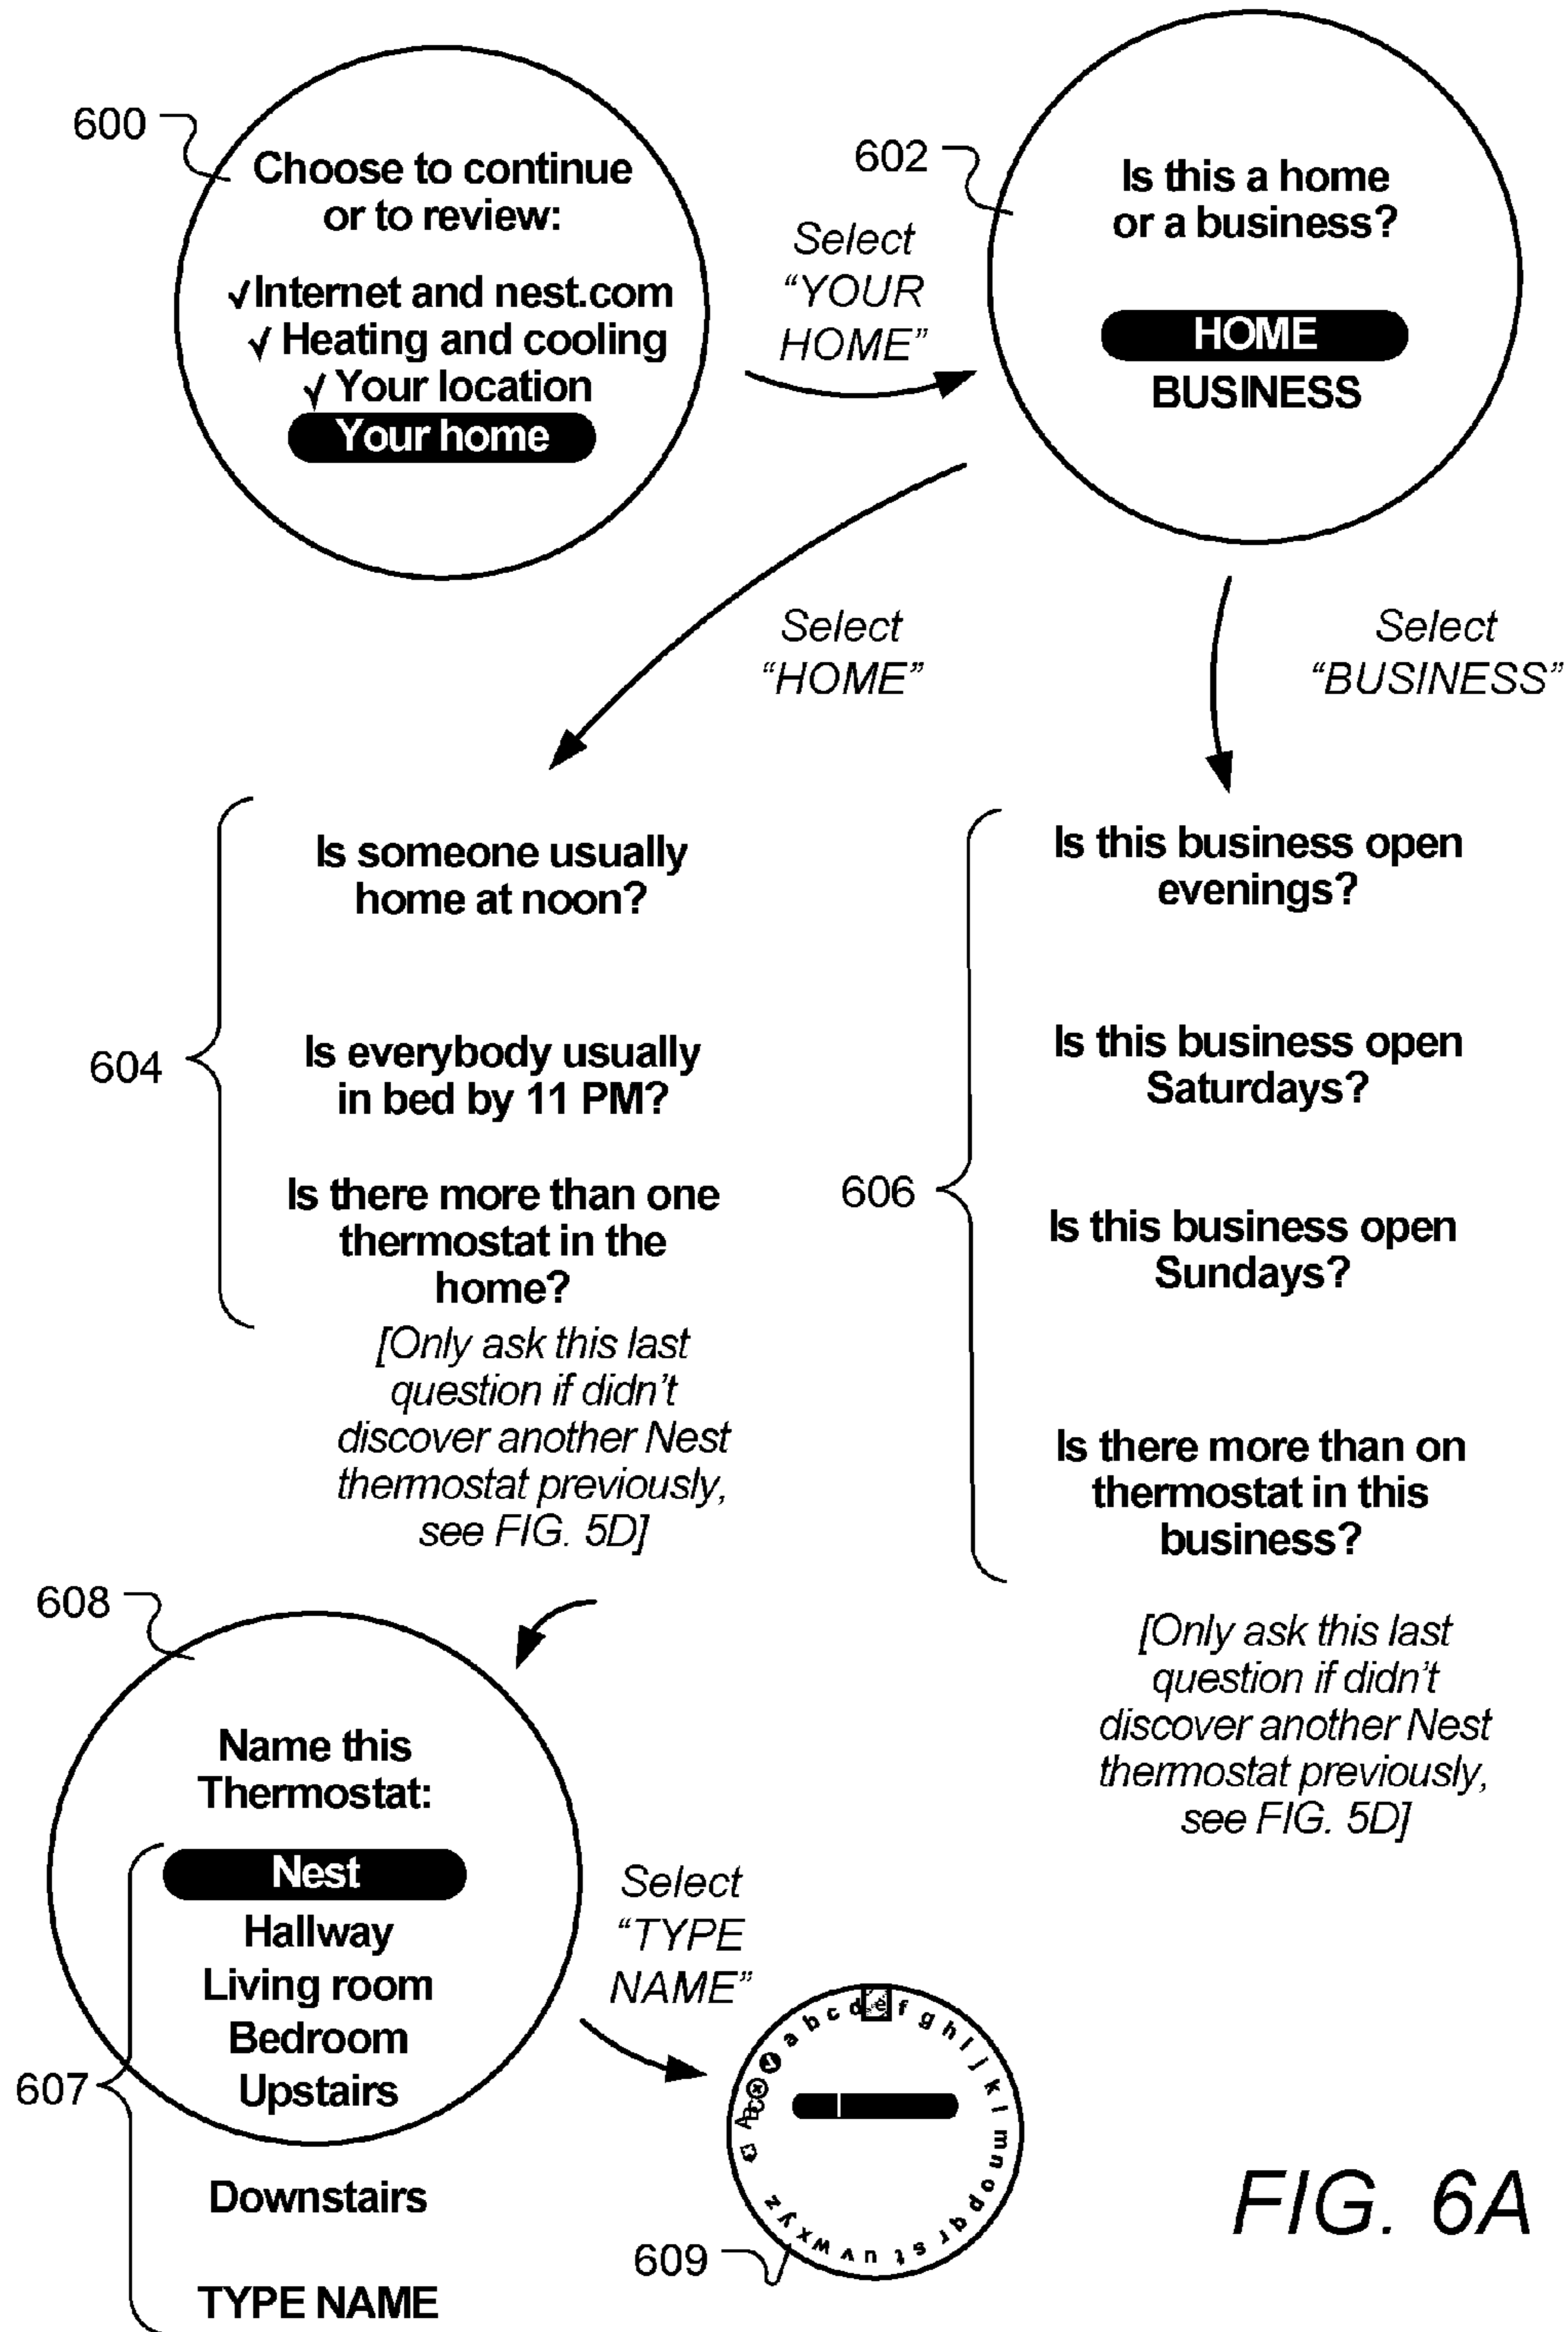 600
Choose to continue
or to review:
√Internet and nest.com
√ Heating and cooling
√ Your location
Your home
Select
“YOUR
HOME”
602
Is this a home
or a business?
HOME
BUSINESS
Select
“HOME”
Select
“BUSINESS”
604
Is someone usually
home at noon?
Is everybody usually
in bed by 11 PM?
Is there more than one
thermostat in the
home?
[Only ask this last
question if didn’t
discover another Nest
thermostat previously,
see FIG. 5D]
606
Is this business open
evenings?
Is this business open
Saturdays?
Is this business open
Sundays?
Is there more than on
thermostat in this
business?
[Only ask this last
question if didn’t
discover another Nest
thermostat previously,
see FIG. 5D]
608
Name this
Thermostat:
607
Nest
Hallway
Living room
Bedroom
Upstairs
Downstairs
TYPE NAME
Select
“TYPE
NAME”
609
ABC
a b c d e f g h i j k l m n o p q r s t u v w x y z
FIG. 6A